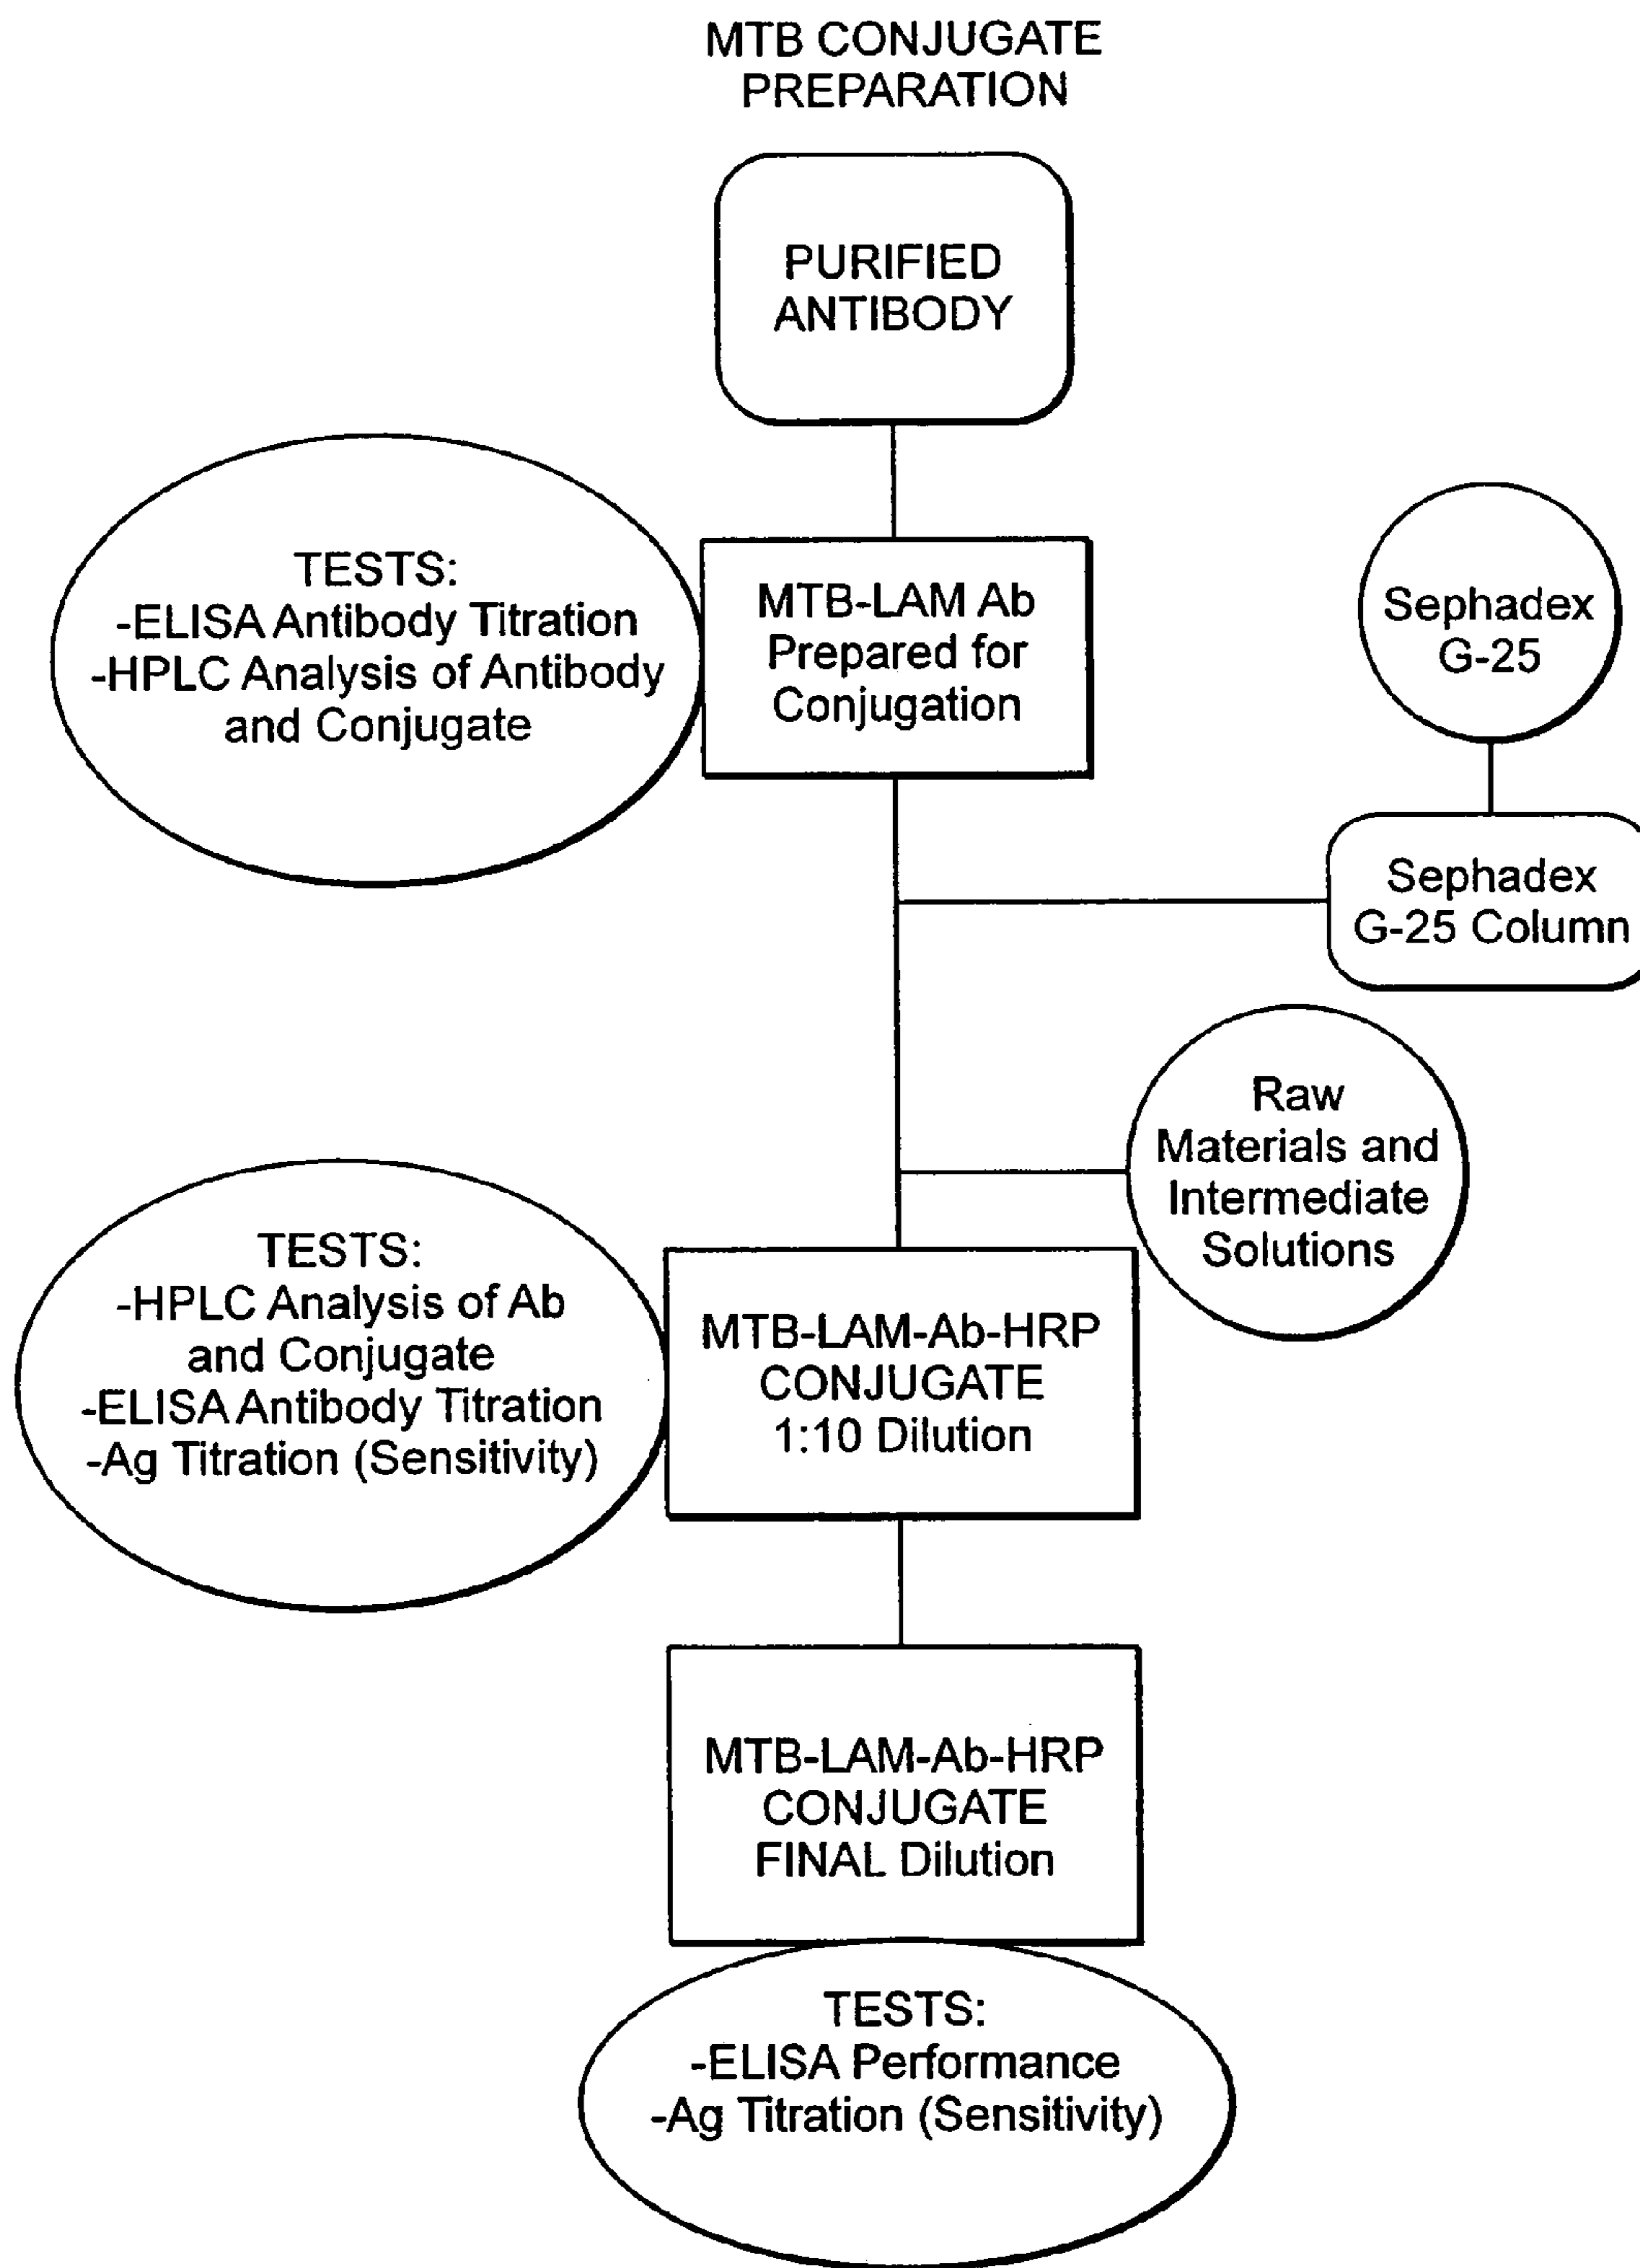 MTB CONJUGATE
PREPARATION
PURIFIED
ANTIBODY
TESTS:
-ELISA Antibody Titration
-HPLC Analysis of Antibody
and Conjugate
MTB-LAM Ab
Prepared for
Conjugation
Sephadex
G-25
Sephadex
G-25 Column
Raw
Materials and
Intermediate
Solutions
TESTS:
-HPLC Analysis of Ab
and Conjugate
-ELISA Antibody Titration
-Ag Titration (Sensitivity)
MTB-LAM-Ab-HRP
CONJUGATE
1:10 Dilution
MTB-LAM-Ab-HRP
CONJUGATE
FINAL Dilution
TESTS:
-ELISA Performance
-Ag Titration (Sensitivity)